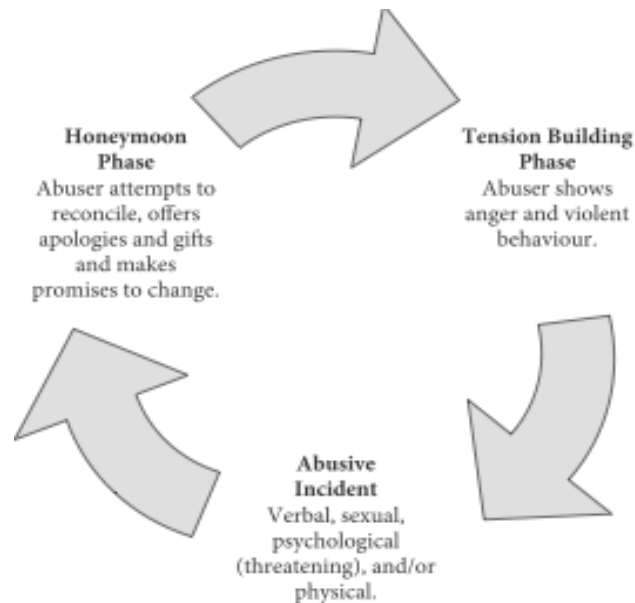 Honeymoon
Phase
Abuser attempts to
reconcile, offers
apologies and gifts
and makes
promises to change.
Tension Building
Phase
Abuser shows
anger and violent
behaviour.
Abusive
Incident
Verbal, sexual,
psychological
(threatening), and/or
physical.